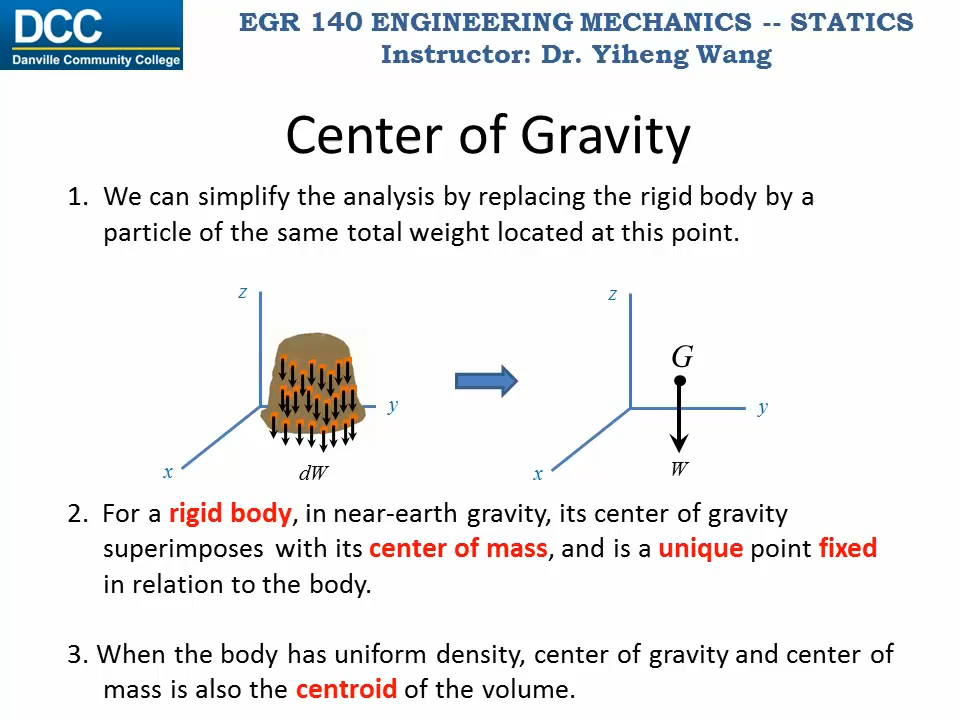 DCC
Danville Community College
EGR 140 ENGINEERING MECHANICS -- STATICS
Instructor: Dr. Yiheng Wang
Center of Gravity
1. We can simplify the analysis by replacing the rigid body by a
particle of the same total weight located at this point.
z
y
x
dW
z
G
y
x
W
2. For a rigid body, in near-earth gravity, its center of gravity
superimposes with its center of mass, and is a unique point fixed
in relation to the body.
3. When the body has uniform density, center of gravity and center of
mass is also the centroid of the volume.